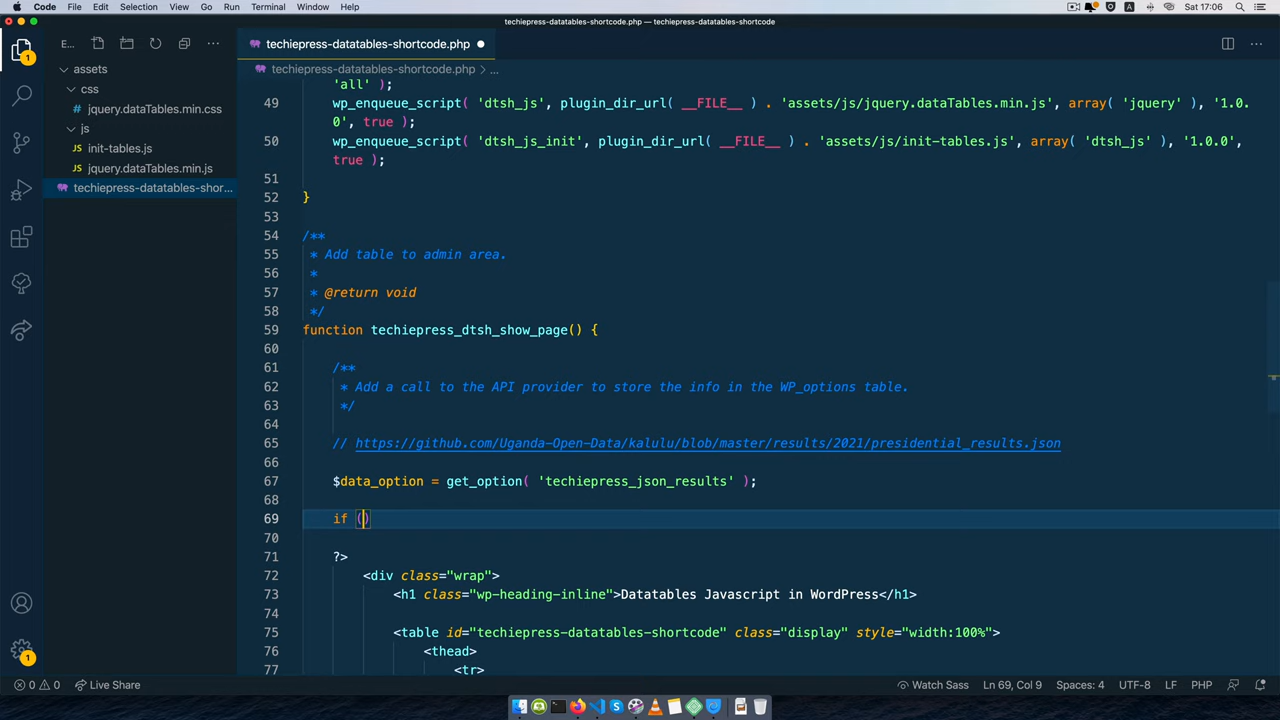 Code File Edit Selection View Go Run Terminal Window Help
Sat 17:06
techiepress-datatables-shortcode.php — techiepress-datatables-shortcode
E...
techiepress-datatables-shortcode.php
assets
techiepress-datatables-shortcode.php > ...
css
jquery.dataTables.min.css
js
init-tables.js
jquery.dataTables.min.js
techiepress-datatables-shor...
1
1
'all' );
49 wp_enqueue_script( 'dtsh_js', plugin_dir_url( __FILE__ ) . 'assets/js/jquery.dataTables.min.js', array( 'jquery' ), '1.0.
0', true );
50 wp_enqueue_script( 'dtsh_js_init', plugin_dir_url( __FILE__ ) . 'assets/js/init-tables.js', array( 'dtsh_js' ), '1.0.0',
true );
51
52 }
53
54 /**
55 * Add table to admin area.
56 *
57 * @return void
58 */
59 function techiepress_dtsh_show_page() {
60
61 /**
62 * Add a call to the API provider to store the info in the WP_options table.
63 */
64
65 // https://github.com/Uganda-Open-Data/kalulu/blob/master/results/2021/presidential_results.json
66
67 $data_option = get_option( 'techiepress_json_results' );
68
69 if ()
70
71 ?>
72 <div class="wrap">
73 <h1 class="wp-heading-inline">Datatables Javascript in WordPress</h1>
74
75 <table id="techiepress-datatables-shortcode" class="display" style="width:100%">
76 <thead>
77 <tr>
0 0 Live Share
Watch Sass Ln 69, Col 9 Spaces: 4 UTF-8 LF PHP